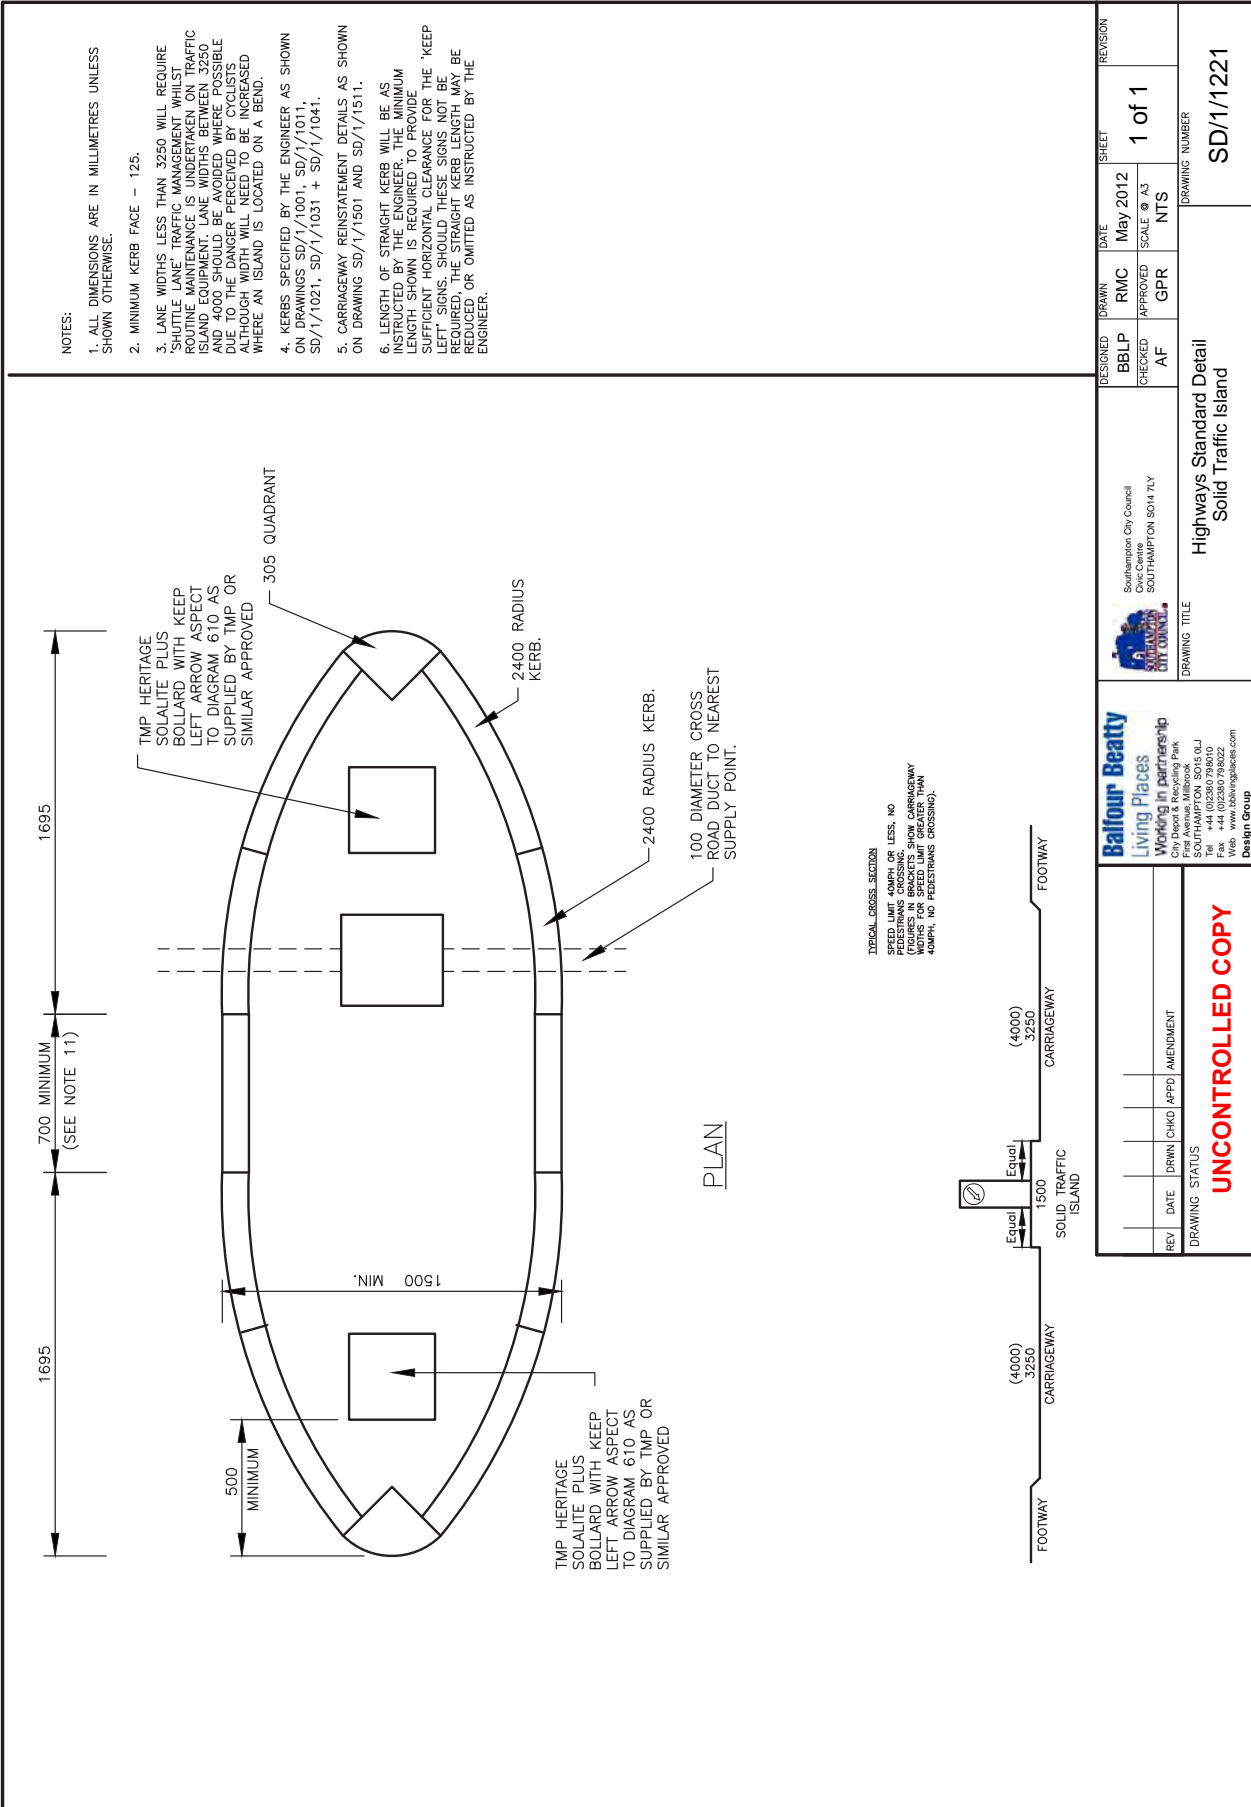 1695
700 MINIMUM
(SEE NOTE 11)
1695
500
MINIMUM
1500 MIN.
TMP HERITAGE
SOLALITE PLUS
BOLLARD WITH KEEP
LEFT ARROW ASPECT
TO DIAGRAM 610 AS
SUPPLIED BY TMP OR
SIMILAR APPROVED
305 QUADRANT
2400 RADIUS
KERB.
2400 RADIUS KERB.
100 DIAMETER CROSS
ROAD DUCT TO NEAREST
SUPPLY POINT.
TMP HERITAGE
SOLALITE PLUS
BOLLARD WITH KEEP
LEFT ARROW ASPECT
TO DIAGRAM 610 AS
SUPPLIED BY TMP OR
SIMILAR APPROVED
PLAN
NOTES:
1. ALL DIMENSIONS ARE IN MILLIMETRES UNLESS
SHOWN OTHERWISE.
2. MINIMUM KERB FACE – 125.
3. LANE WIDTHS LESS THAN 3250 WILL REQUIRE
'SHUTTLE LANE' TRAFFIC MANAGEMENT WHILST
ROUTINE MAINTENANCE IS UNDERTAKEN ON TRAFFIC
ISLAND EQUIPMENT. LANE WIDTHS BETWEEN 3250
AND 4000 SHOULD BE AVOIDED WHERE POSSIBLE
DUE TO THE DANGER PERCEIVED BY CYCLISTS
ALTHOUGH WIDTH WILL NEED TO BE INCREASED
WHERE AN ISLAND IS LOCATED ON A BEND.
4. KERBS SPECIFIED BY THE ENGINEER AS SHOWN
ON DRAWINGS SD/1/1001, SD/1/1011,
SD/1/1021, SD/1/1031 + SD/1/1041.
5. CARRIAGEWAY REINSTATEMENT DETAILS AS SHOWN
ON DRAWING SD/1/1501 AND SD/1/1511.
6. LENGTH OF STRAIGHT KERB WILL BE AS
INSTRUCTED BY THE ENGINEER. THE MINIMUM
LENGTH SHOWN IS REQUIRED TO PROVIDE
SUFFICIENT HORIZONTAL CLEARANCE FOR THE 'KEEP
LEFT' SIGNS. SHOULD THESE SIGNS NOT BE
REQUIRED, THE STRAIGHT KERB LENGTH MAY BE
REDUCED OR OMITTED AS INSTRUCTED BY THE
ENGINEER.
TYPICAL CROSS SECTION
SPEED LIMIT 40MPH OR LESS, NO
PEDESTRIANS CROSSING.
(FIGURES IN BRACKETS SHOW CARRIAGEWAY
WIDTHS FOR SPEED LIMIT GREATER THAN
40MPH, NO PEDESTRIANS CROSSING).
FOOTWAY
(4000)
3250
CARRIAGEWAY
Equal
Equal
1500
SOLID TRAFFIC
ISLAND
(4000)
3250
CARRIAGEWAY
FOOTWAY
REV DATE DRWN CHKD APPD AMENDMENT
DRAWING STATUS
UNCONTROLLED COPY
Balfour Beatty
Living Places
Working in partnership
City Depot & Recycling Park
First Avenue, Millbrook
SOUTHAMPTON SO15 0LJ
Tel +44 (0)2380 798010
Fax +44 (0)2380 798022
Web www.bblivingplaces.com
Design Group
SOUTHAMPTON
CITY COUNCIL
Southampton City Council
Civic Centre
SOUTHAMPTON SO14 7LY
DRAWING TITLE
Highways Standard Detail
Solid Traffic Island
DESIGNED
BBLP
DRAWN
RMC
DATE
May 2012
SHEET
1 of 1
REVISION
CHECKED
AF
APPROVED
GPR
SCALE @ A3
NTS
DRAWING NUMBER
SD/1/1221